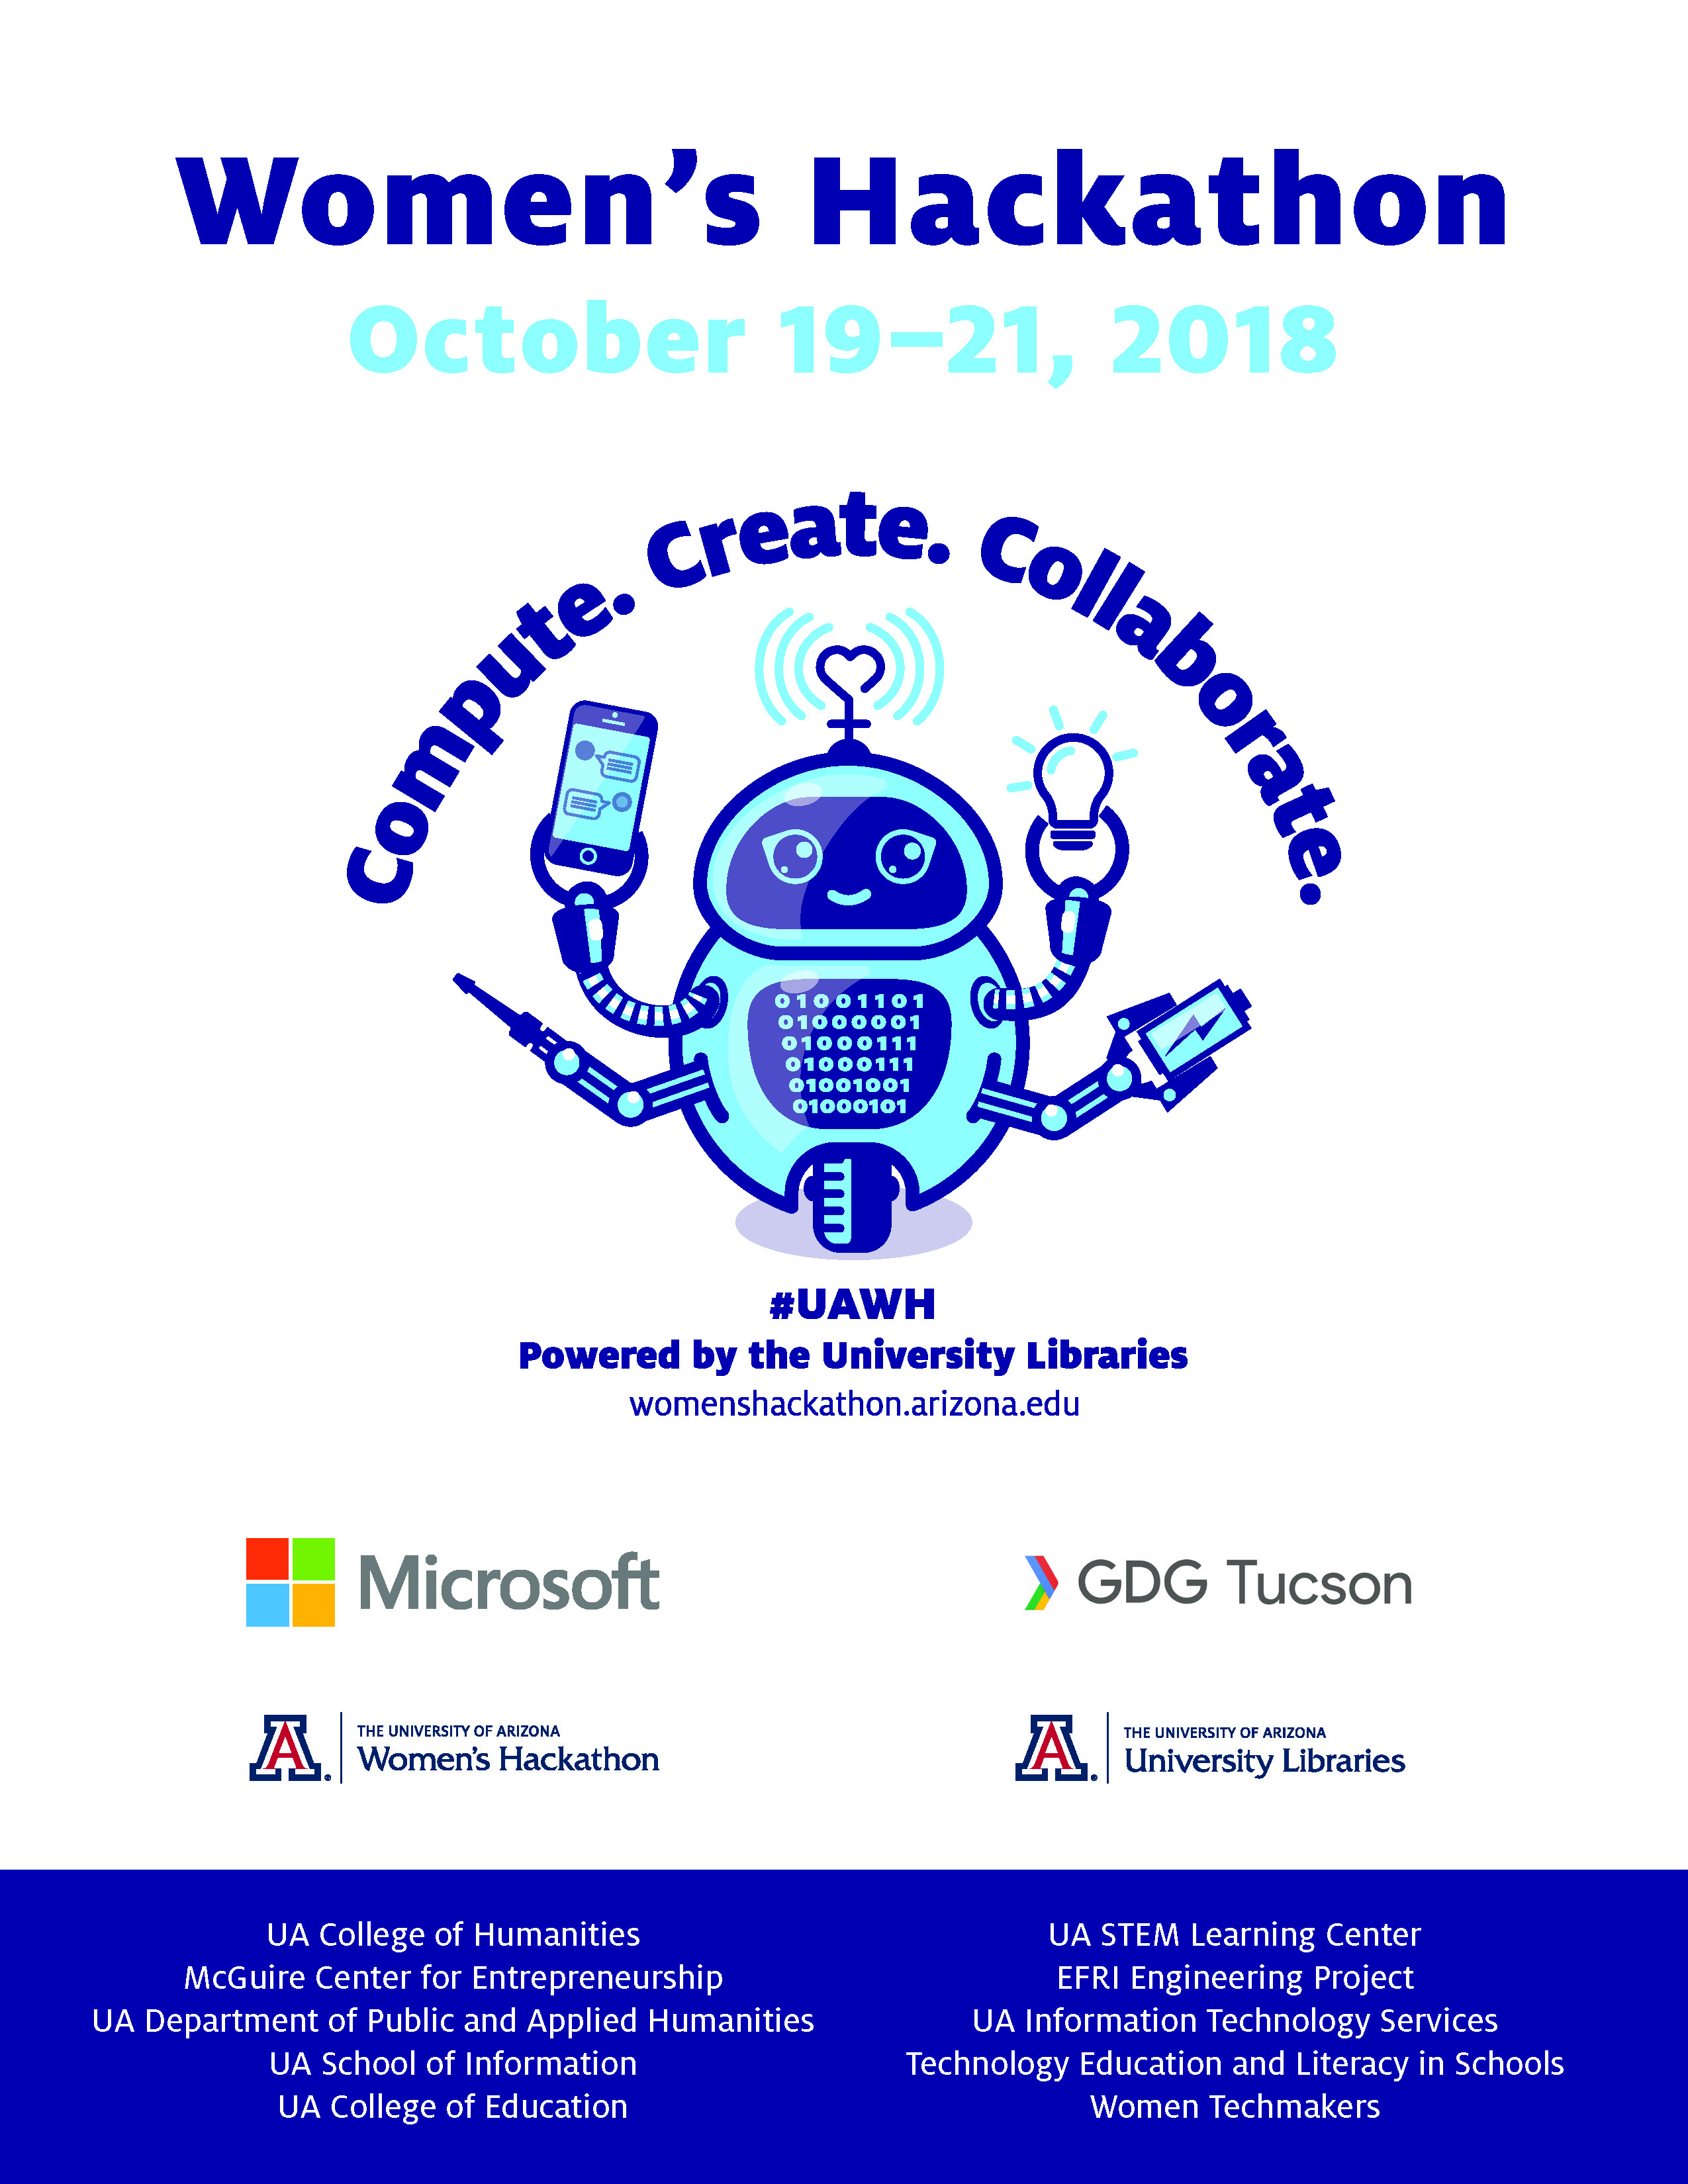 Women’s Hackathon
October 19–21, 2018
Compute. Create. Collaborate.
01001101
01000001
01000111
01000111
01001001
01000101
#UAWH
Powered by the University Libraries
womenshackathon.arizona.edu
Microsoft
GDG Tucson
A®
THE UNIVERSITY OF ARIZONA
Women’s Hackathon
A®
THE UNIVERSITY OF ARIZONA
University Libraries
UA College of Humanities
McGuire Center for Entrepreneurship
UA Department of Public and Applied Humanities
UA School of Information
UA College of Education
UA STEM Learning Center
EFRI Engineering Project
UA Information Technology Services
Technology Education and Literacy in Schools
Women Techmakers